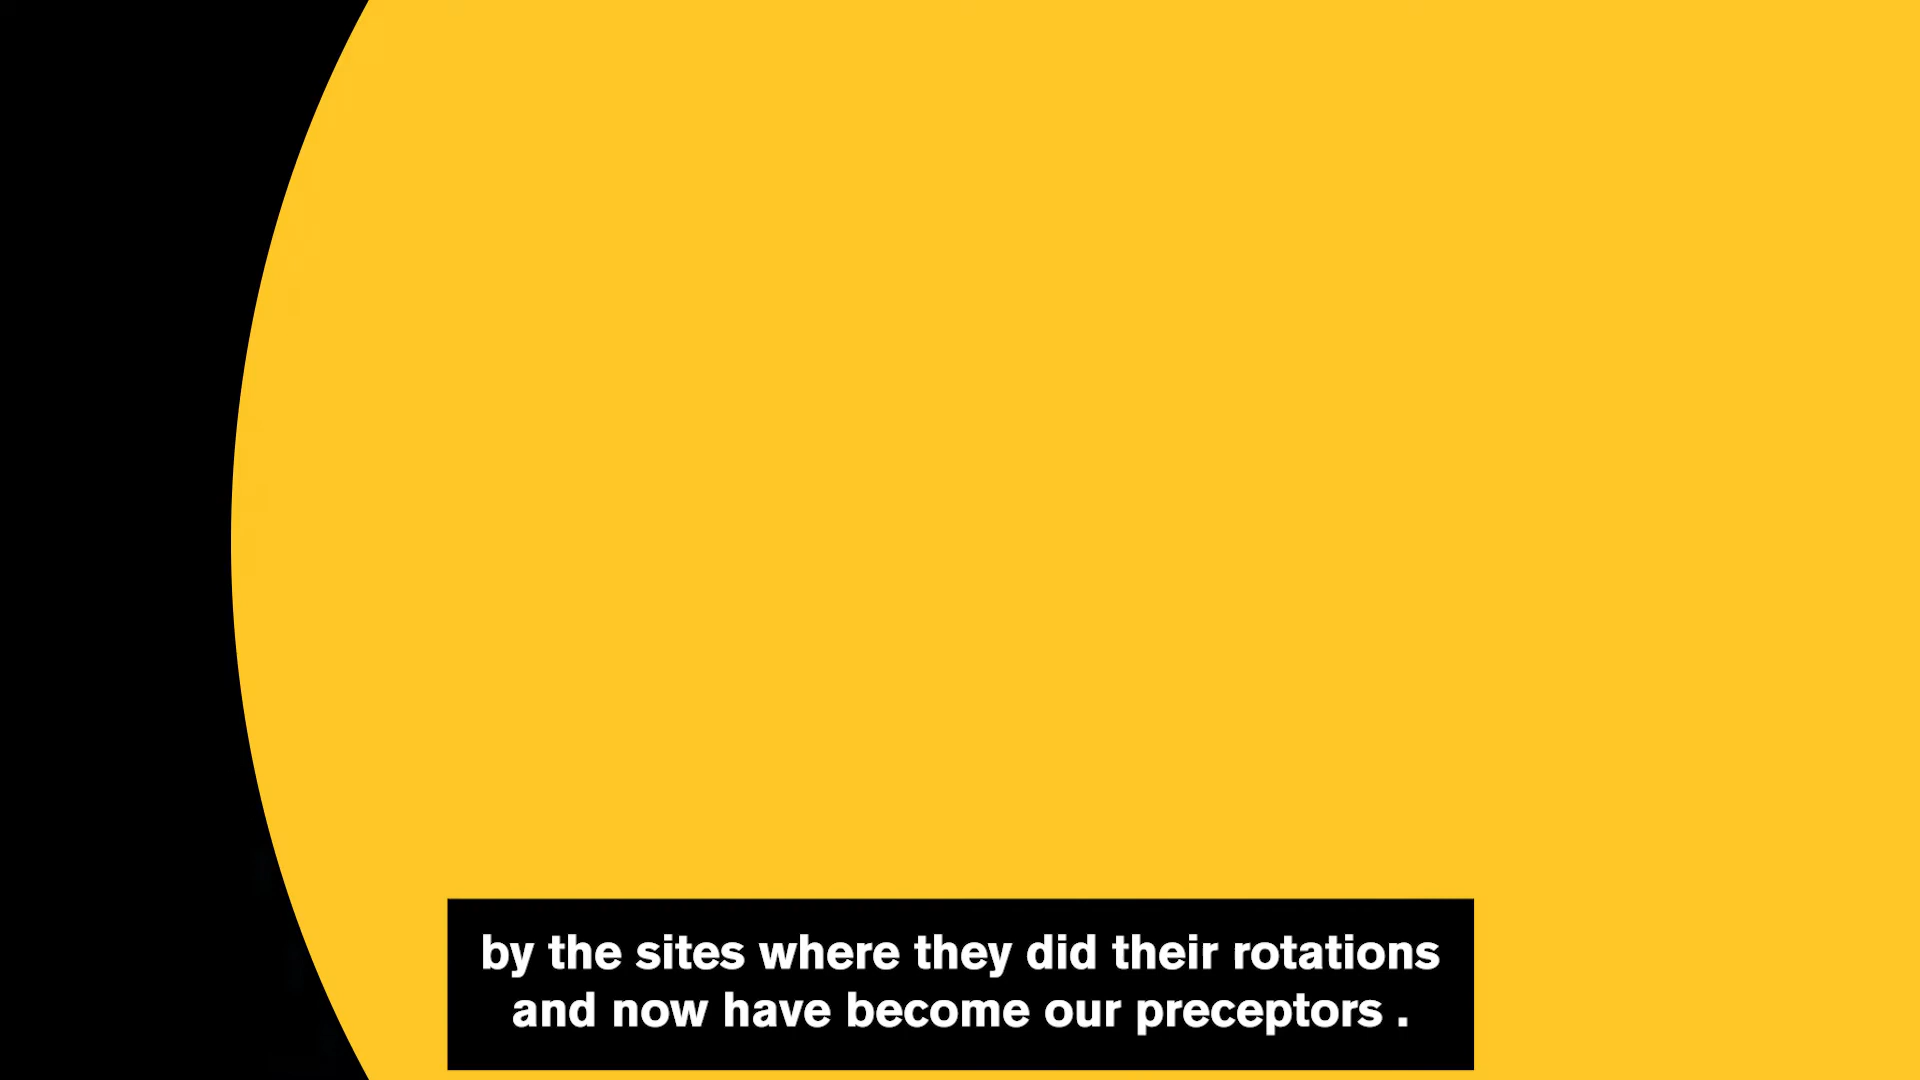 by the sites where they did their rotations
and now have become our preceptors .